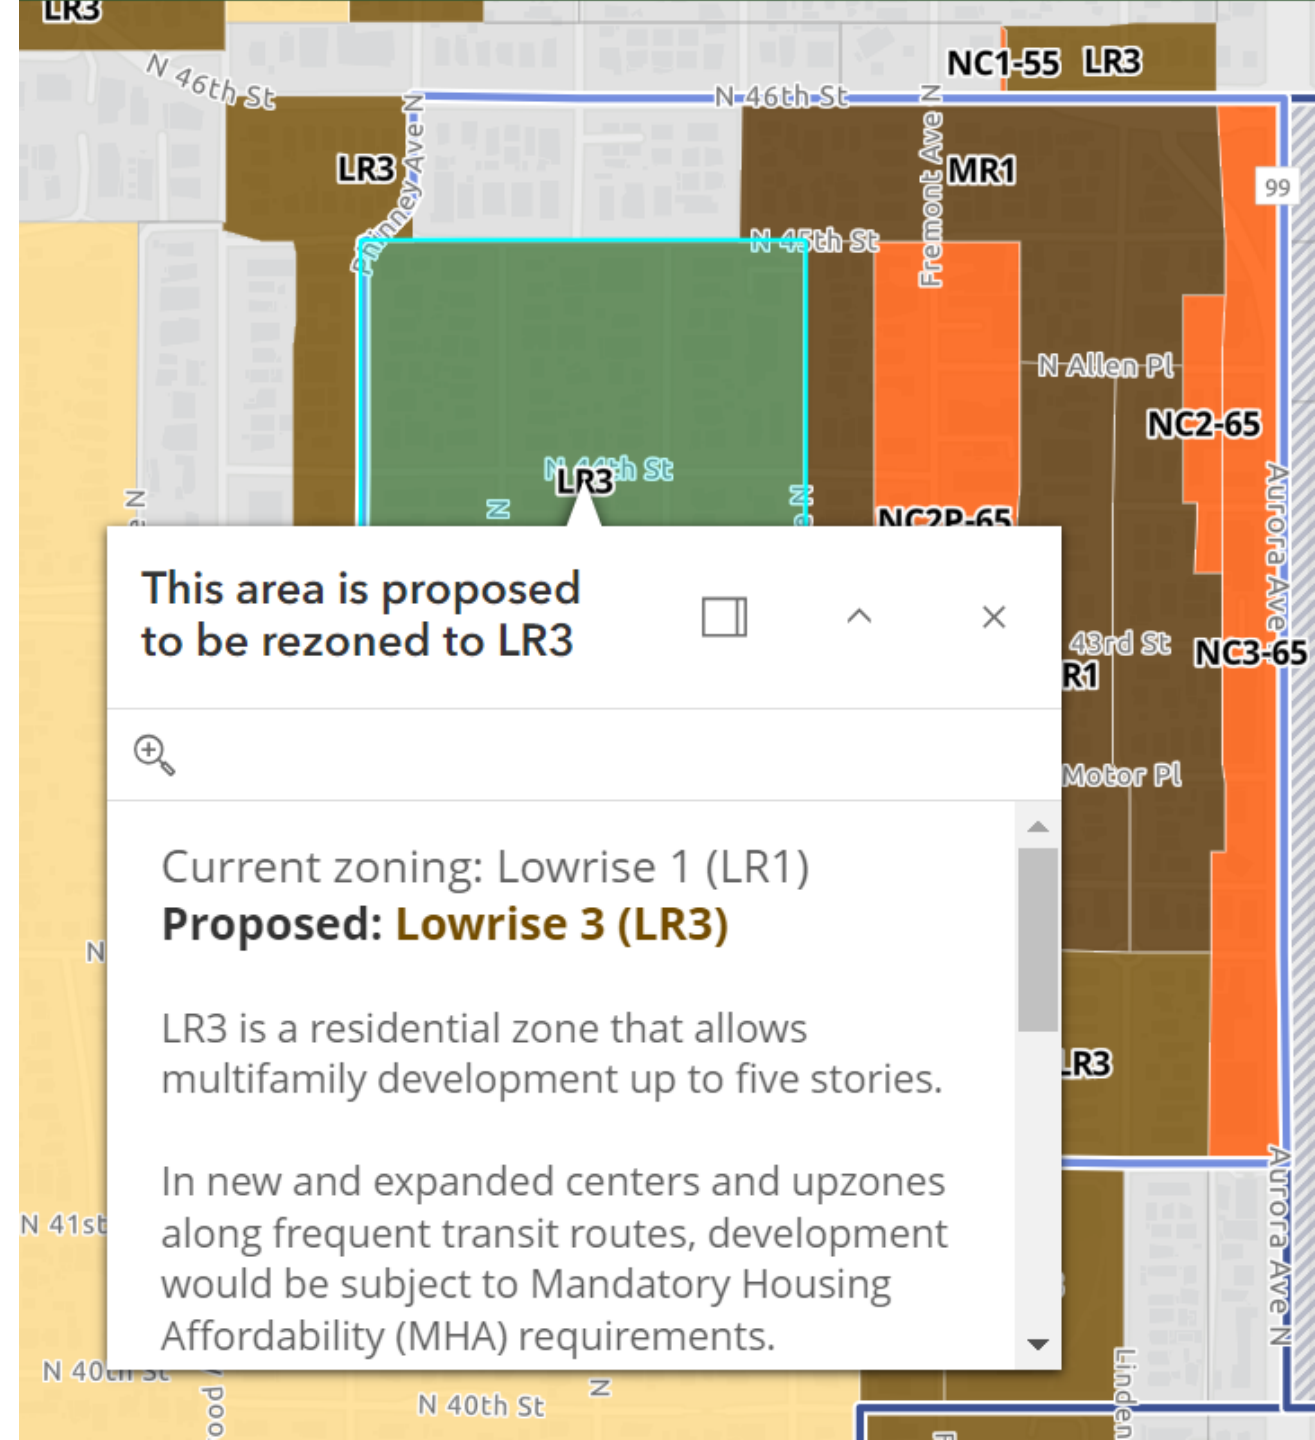 LR3
N 46th St
NC1-55
LR3
N 46th St
Phinney Ave N
LR3
Fremont Ave N
MR1
99
N 45th St
N Allen Pl
NC2-65
N 44th St
LR3
N
e N
e N
NC2P-65
Aurora Ave N
This area is proposed
to be rezoned to LR3
43rd St
NC3-65
R1
Motor Pl
Current zoning: Lowrise 1 (LR1)
Proposed: Lowrise 3 (LR3)
N
LR3 is a residential zone that allows
multifamily development up to five stories.
LR3
In new and expanded centers and upzones
along frequent transit routes, development
would be subject to Mandatory Housing
Affordability (MHA) requirements.
N 41st
Aurora Ave N
N 40th St
N 40th St
N
Linden